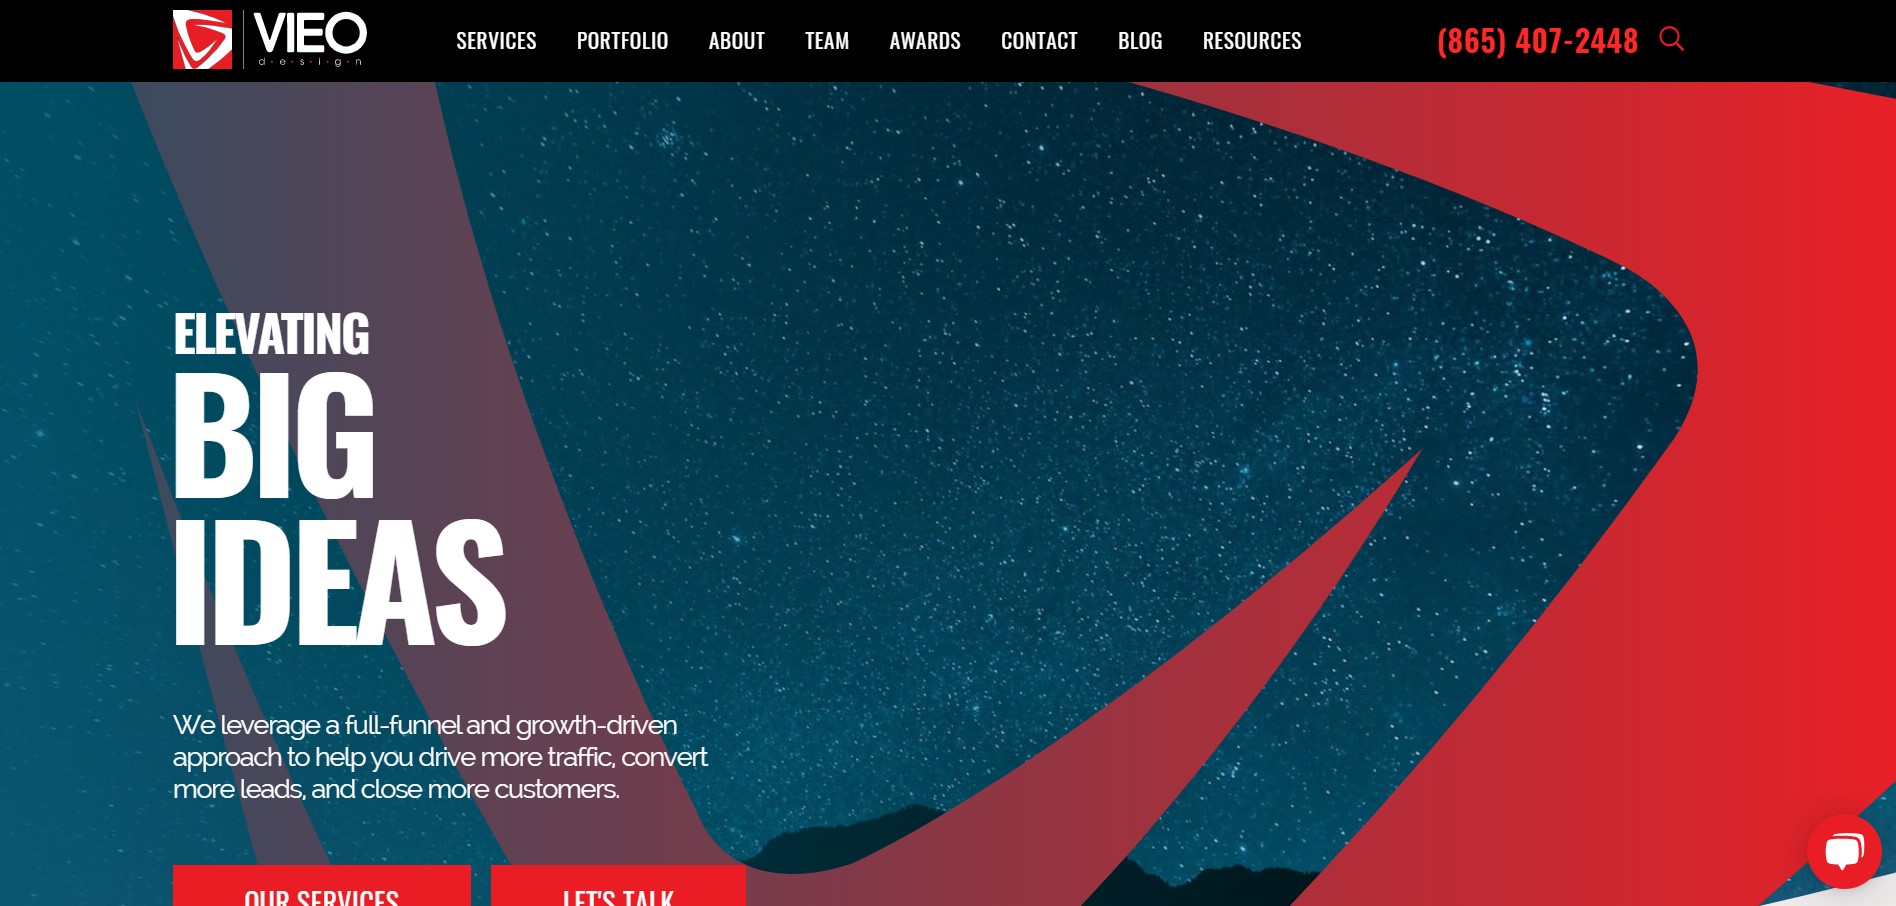 VIEO
d·e·s·i·g·n
SERVICES PORTFOLIO ABOUT TEAM AWARDS CONTACT BLOG RESOURCES
(865) 407-2448
ELEVATING
BIG
IDEAS
We leverage a full-funnel and growth-driven
approach to help you drive more traffic, convert
more leads, and close more customers.
OUR SERVICES LET'S TALK